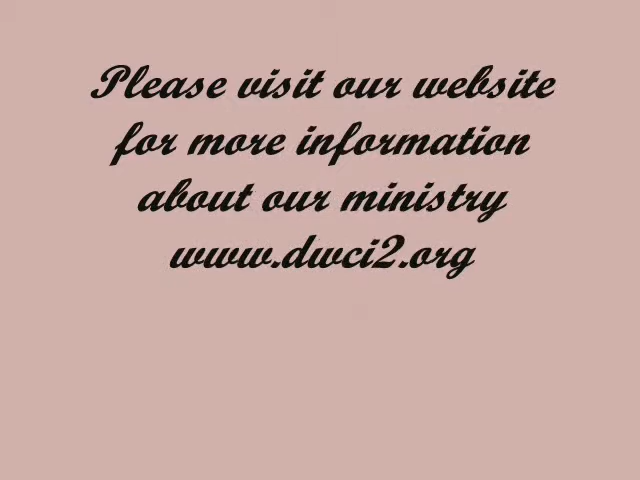 Please visit our website
for more information
about our ministry
www.dwci2.org